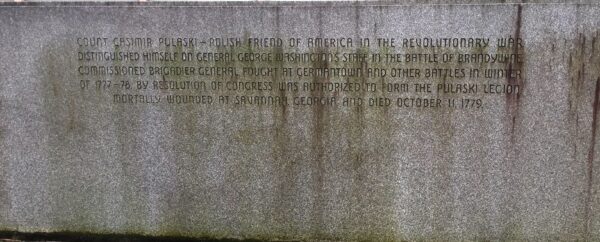 COUNT CASIMIR PULASKI – POLISH FRIEND OF AMERICA IN THE REVOLUTIONARY WAR
DISTINGUISHED HIMSELF ON GENERAL GEORGE WASHINGTON'S STAFF IN THE BATTLE OF BRANDYWINE
COMMISSIONED BRIGADIER GENERAL FOUGHT AT GERMANTOWN AND OTHER BATTLES IN WINTER
OF 1777–78. BY RESOLUTION OF CONGRESS WAS AUTHORIZED TO FORM THE PULASKI LEGION
MORTALLY WOUNDED AT SAVANNAH, GEORGIA, AND DIED OCTOBER 11, 1779.